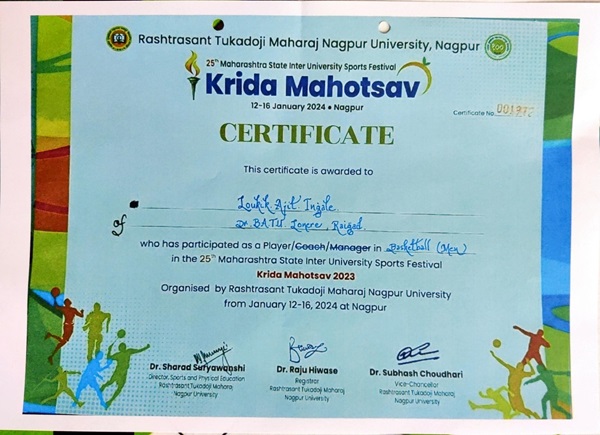 Rashtrasant Tukadoji Maharaj Nagpur University, Nagpur
25th Maharashtra State Inter University Sports Festival
Krida Mahotsav
12-16 January 2024 • Nagpur
Certificate No.
CERTIFICATE
This certificate is awarded to
Loukik Ajit Ingole
of Dr. BATU Lonere, Raigad
who has participated as a Player/Coach/Manager in Basketball (Men)
in the 25th Maharashtra State Inter University Sports Festival
Krida Mahotsav 2023
Organised by Rashtrasant Tukadoji Maharaj Nagpur University
from January 12-16, 2024 at Nagpur
Dr. Sharad Suryawanshi
Director, Sports and Physical Education
Rashtrasant Tukadoji Maharaj
Nagpur University
Dr. Raju Hiwase
Registrar
Rashtrasant Tukadoji Maharaj
Nagpur University
Dr. Subhash Choudhari
Vice-Chancellor
Rashtrasant Tukadoji Maharaj
Nagpur University